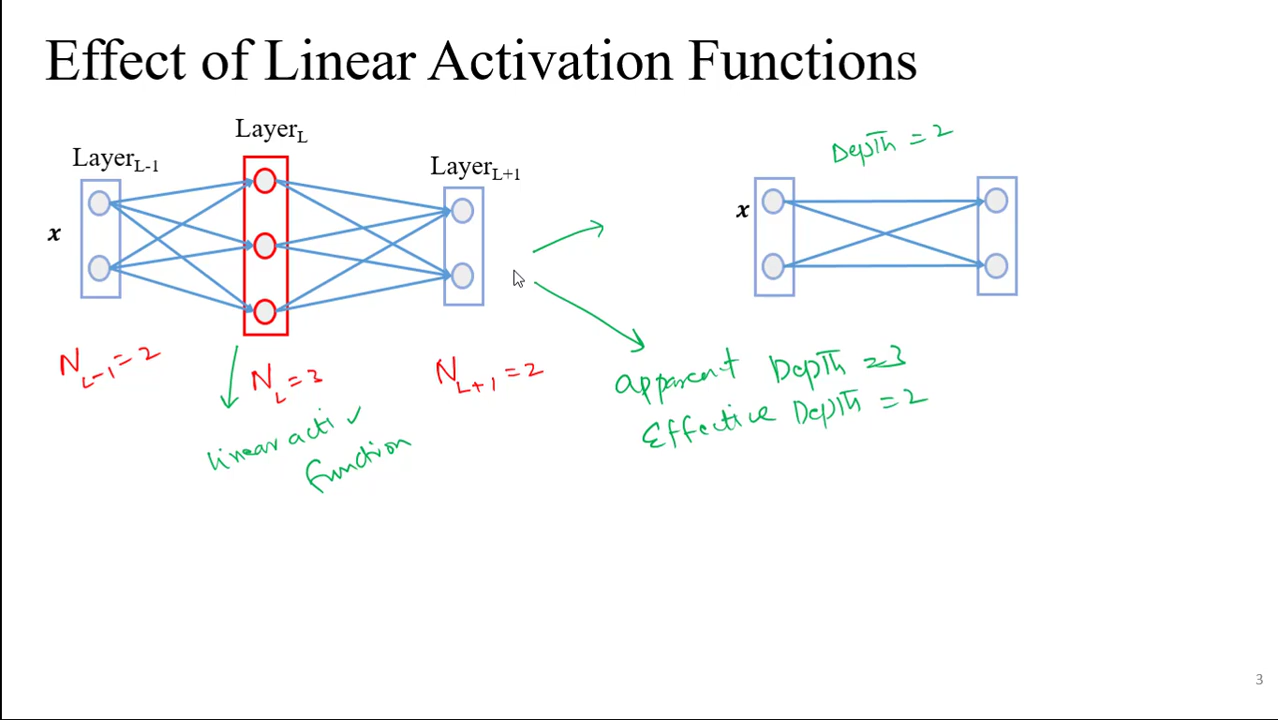 Effect of Linear Activation Functions
Layer_L-1
Layer_L
Layer_L+1
x
N_L-1 = 2
N_L = 3
N_L+1 = 2
linear acti ✓
function
Depth = 2
x
apparent Depth = 3
Effective Depth = 2
3